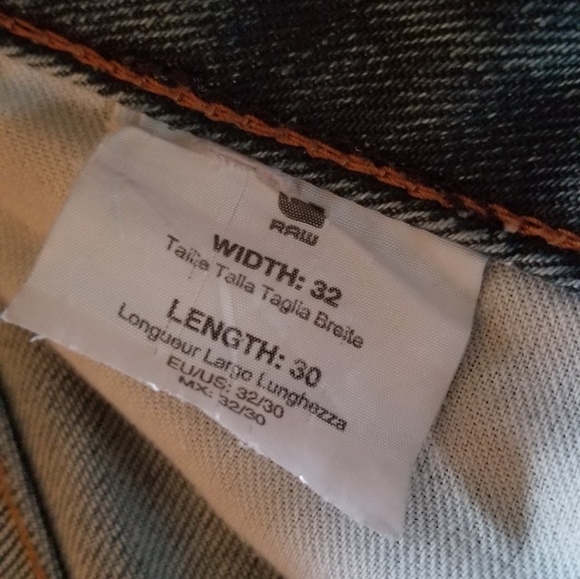 RAW
WIDTH: 32
Taille Talla Taglia Breite
LENGTH: 30
Longueur Largo Lunghezza
EU/US: 32/30
MX: 32/30